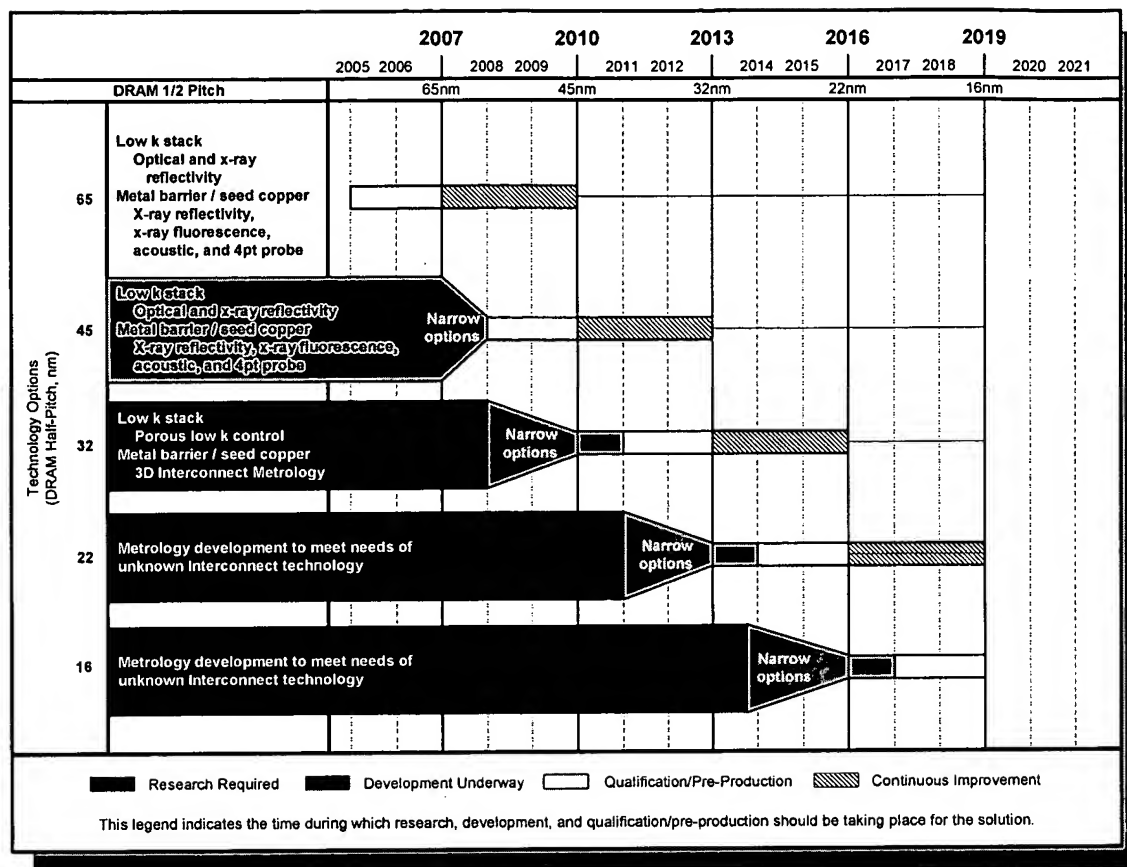 2007 2010 2013 2016 2019
2005 2006 2008 2009 2011 2012 2014 2015 2017 2018 2020 2021
DRAM 1/2 Pitch 65nm 45nm 32nm 22nm 16nm
Technology Options
(DRAM Half-Pitch, nm)
65
Low k stack
Optical and x-ray
reflectivity
Metal barrier / seed copper
X-ray reflectivity,
x-ray fluorescence,
acoustic, and 4pt probe
45
Low k stack
Optical and x-ray reflectivity
Metal barrier / seed copper
X-ray reflectivity, x-ray fluorescence,
acoustic, and 4pt probe
Narrow
options
32
Low k stack
Porous low k control
Metal barrier / seed copper
3D Interconnect Metrology
Narrow
options
22
Metrology development to meet needs of
unknown Interconnect technology
Narrow
options
16
Metrology development to meet needs of
unknown Interconnect technology
Narrow
options
Research Required Development Underway Qualification/Pre-Production Continuous Improvement
This legend indicates the time during which research, development, and qualification/pre-production should be taking place for the solution.